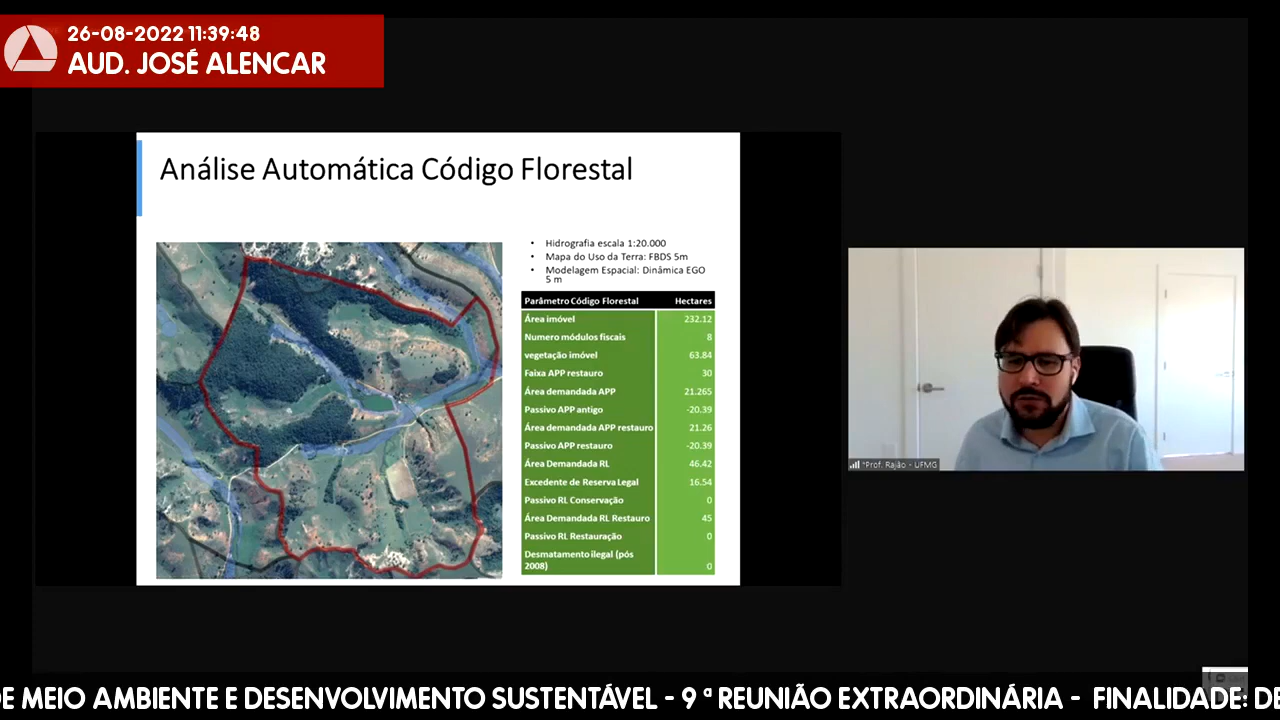 26-08-2022 11:39:48
AUD. JOSÉ ALENCAR
Análise Automática Código Florestal
• Hidrografia escala 1:20.000
• Mapa do Uso da Terra: FBDS 5m
• Modelagem Espacial: Dinâmica EGO
5 m
Parâmetro Código Florestal Hectares
Área imóvel 232.12
Numero módulos fiscais 8
vegetação imóvel 63.84
Faixa APP restauro 30
Área demandada APP 21.265
Passivo APP antigo -20.39
Área demandada APP restauro 21.26
Passivo APP restauro -20.39
Área Demandada RL 46.42
Excedente de Reserva Legal 16.54
Passivo RL Conservação 0
Área Demandada RL Restauro 45
Passivo RL Restauração 0
Desmatamento ilegal (pós
2008) 0
*Prof. Rajão - UFMG
DE MEIO AMBIENTE E DESENVOLVIMENTO SUSTENTÁVEL - 9 ª REUNIÃO EXTRAORDINÁRIA - FINALIDADE: DE